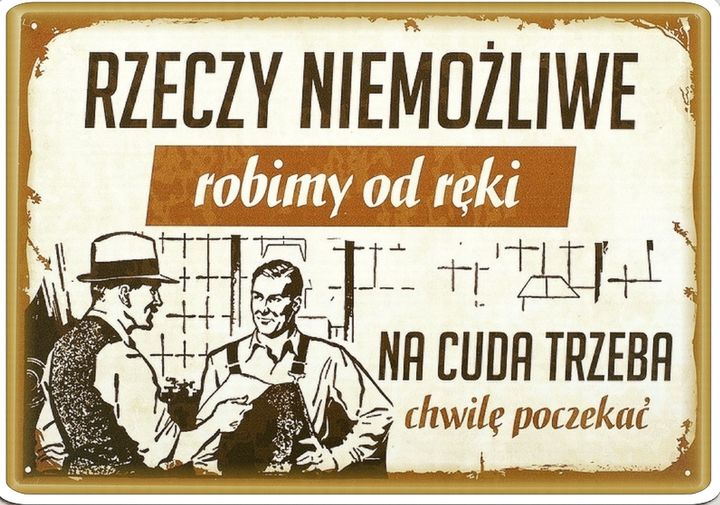 RZECZY NIEMOŻLIWE
robimy od ręki
NA CUDA TRZEBA
chwilę poczekać